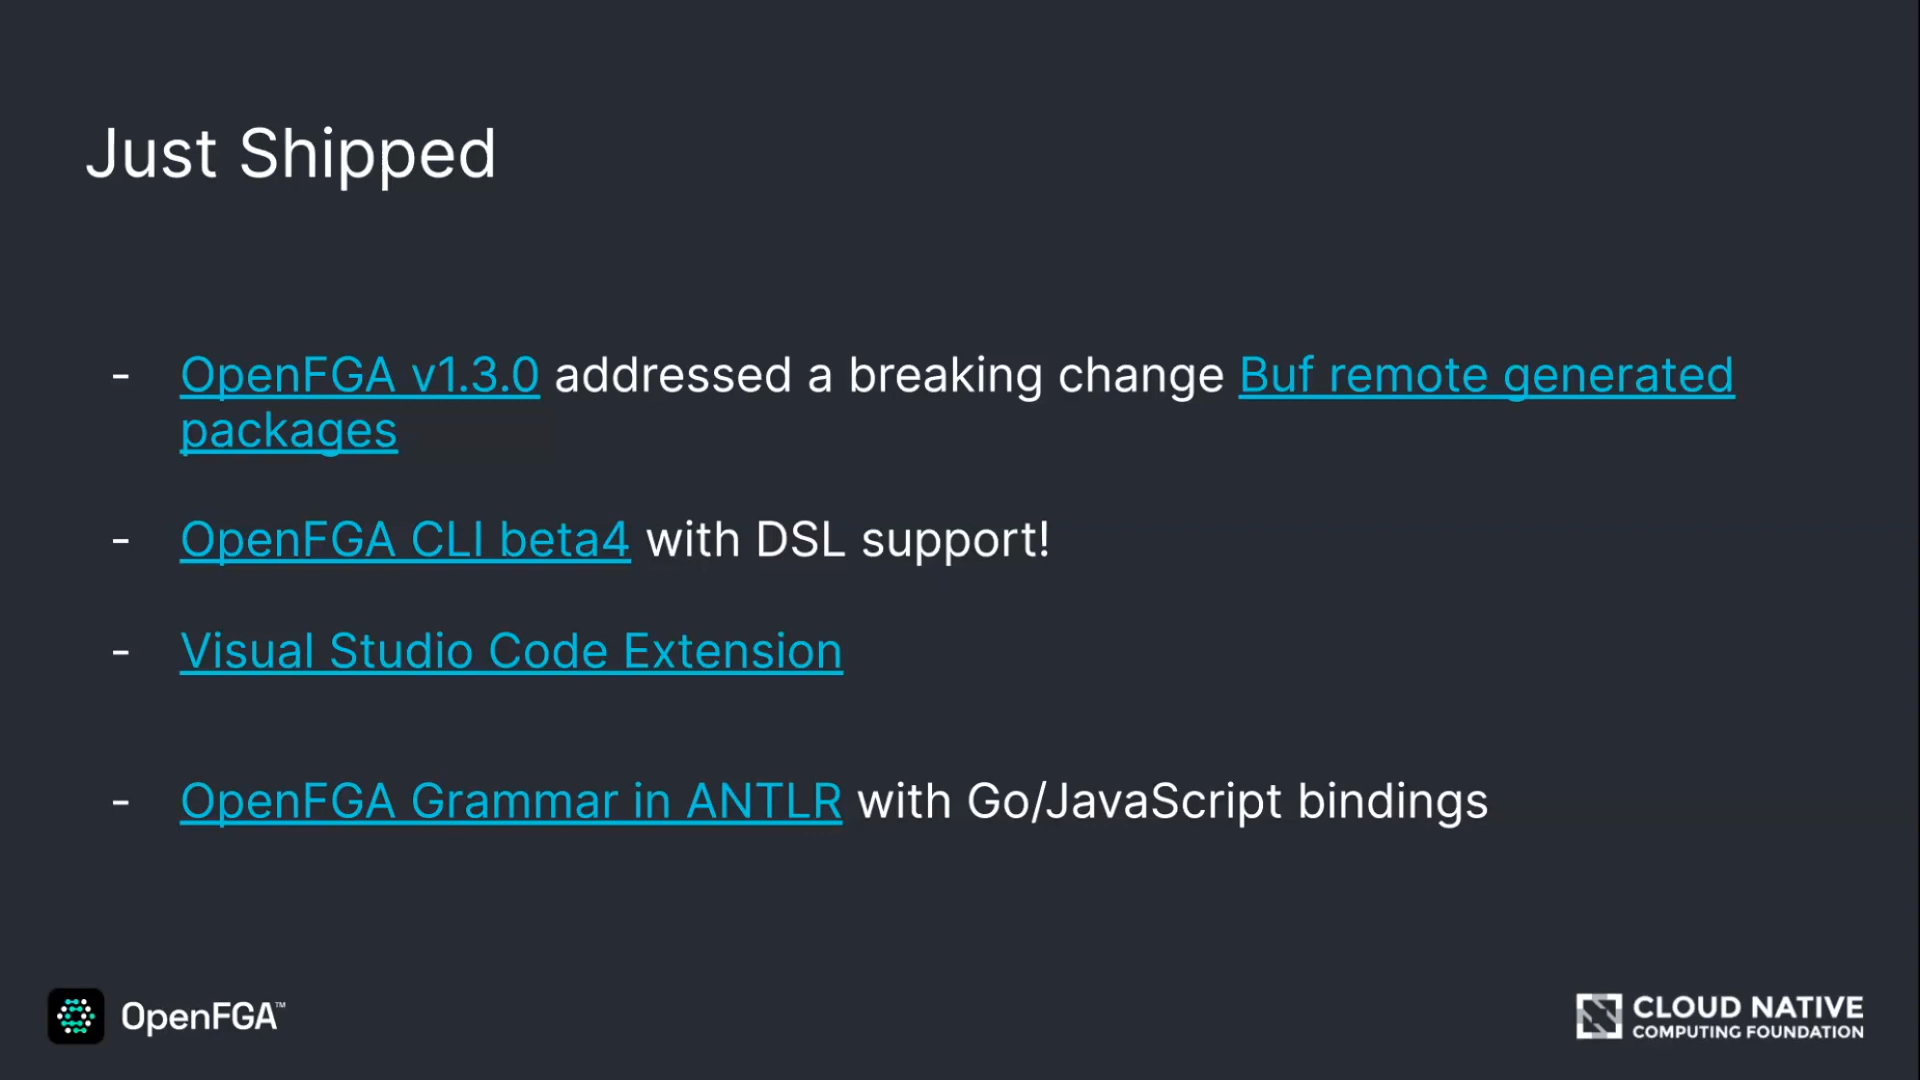 Just Shipped
- OpenFGA v1.3.0 addressed a breaking change Buf remote generated
packages
- OpenFGA CLI beta4 with DSL support!
- Visual Studio Code Extension
- OpenFGA Grammar in ANTLR with Go/JavaScript bindings
OpenFGA™
CLOUD NATIVE
COMPUTING FOUNDATION